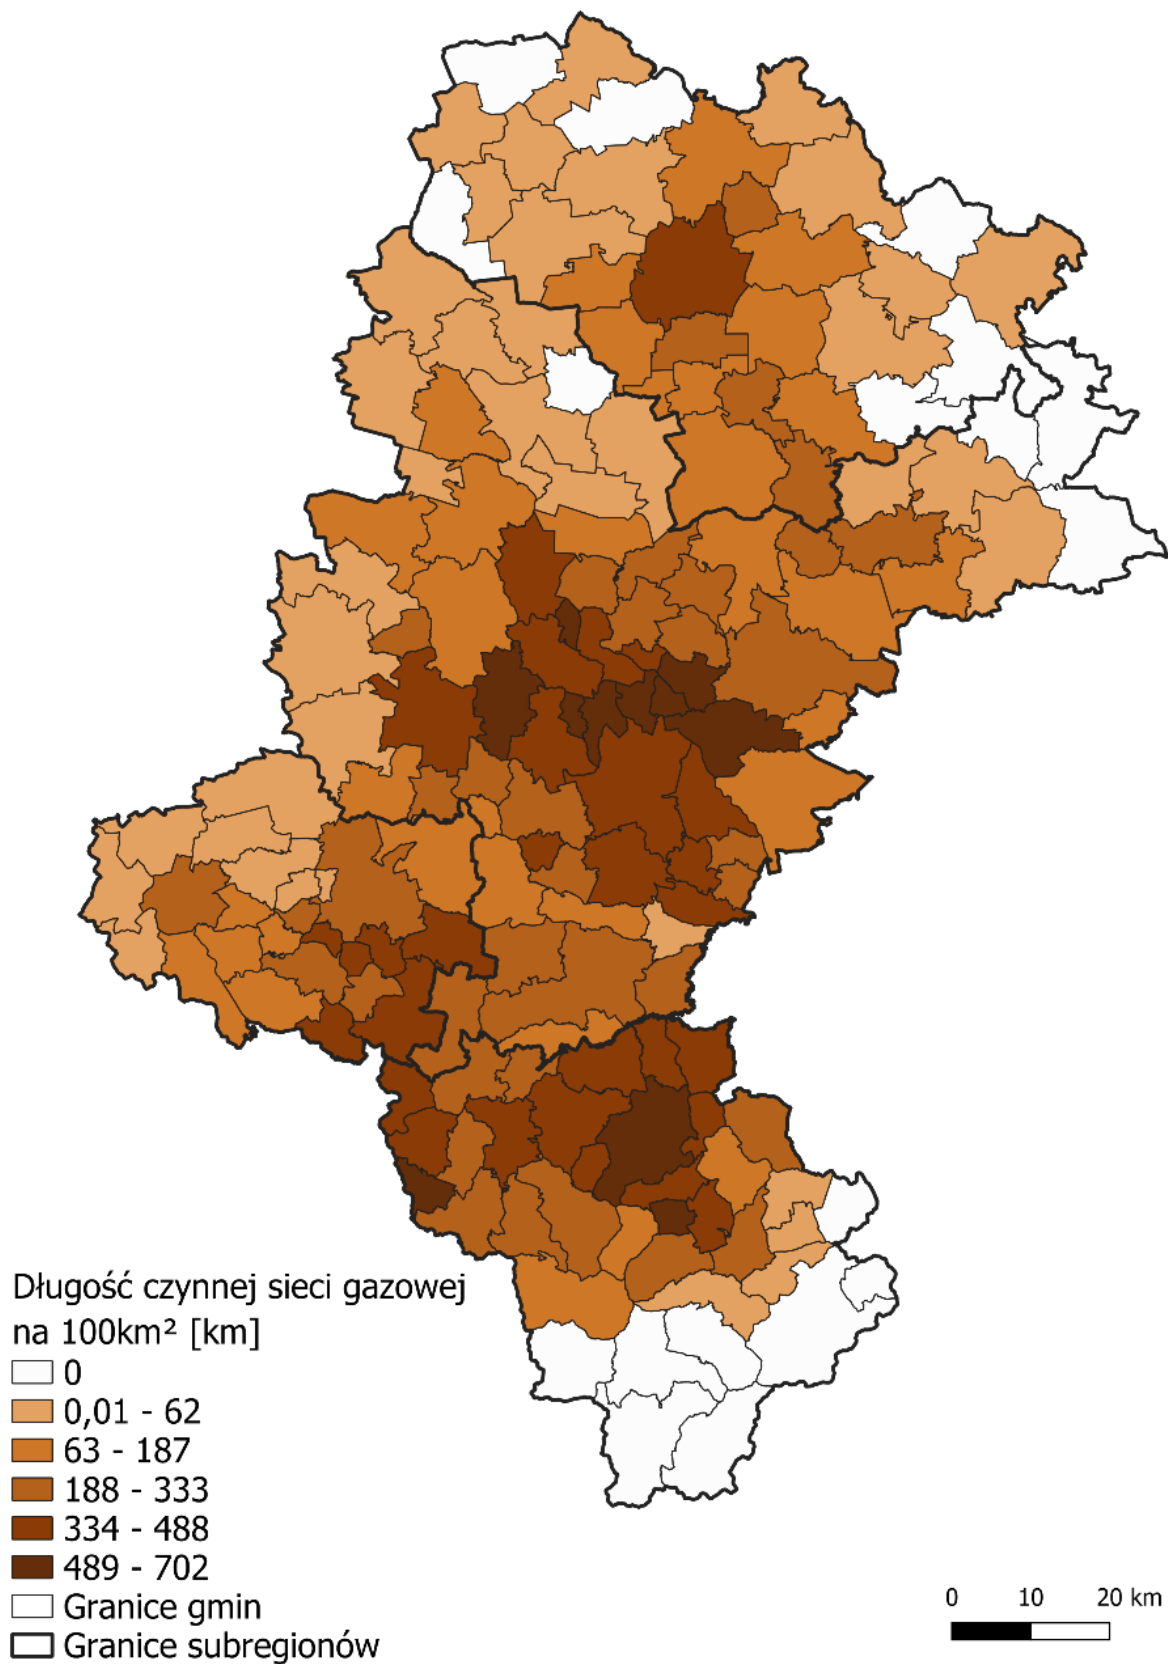 Długość czynnej sieci gazowej
na 100km² [km]
0
0,01 - 62
63 - 187
188 - 333
334 - 488
489 - 702
Granice gmin
Granice subregionów
0 10 20 km